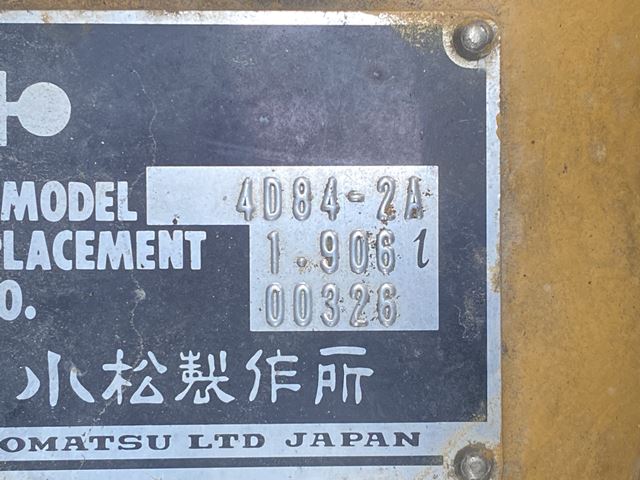 MODEL 4D84-2A
PLACEMENT 1.906 l
O. 00326
小松製作所
OMATSU LTD JAPAN